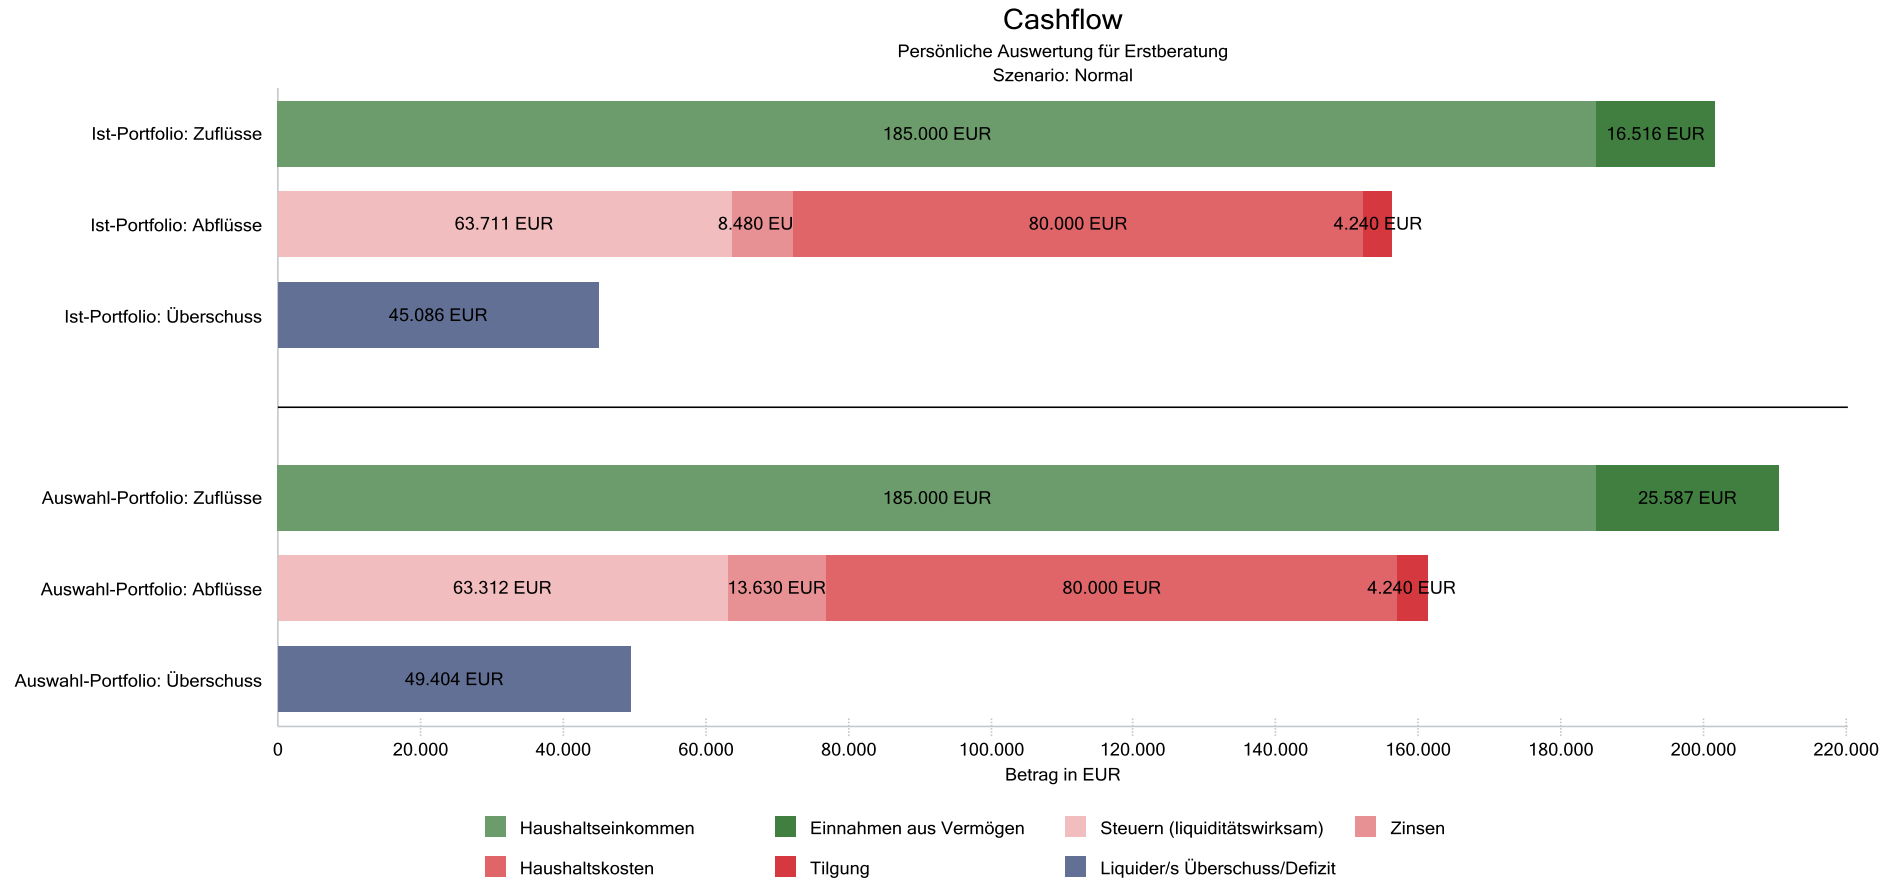 Cashflow
Persönliche Auswertung für Erstberatung
Szenario: Normal
Ist-Portfolio: Zuflüsse
185.000 EUR
16.516 EUR
Ist-Portfolio: Abflüsse
63.711 EUR
8.480 EU
80.000 EUR
4.240 EUR
Ist-Portfolio: Überschuss
45.086 EUR
Auswahl-Portfolio: Zuflüsse
185.000 EUR
25.587 EUR
Auswahl-Portfolio: Abflüsse
63.312 EUR
13.630 EUR
80.000 EUR
4.240 EUR
Auswahl-Portfolio: Überschuss
49.404 EUR
0
20.000
40.000
60.000
80.000
100.000
120.000
140.000
160.000
180.000
200.000
220.000
Betrag in EUR
Haushaltseinkommen
Einnahmen aus Vermögen
Steuern (liquiditätswirksam)
Zinsen
Haushaltskosten
Tilgung
Liquider/s Überschuss/Defizit